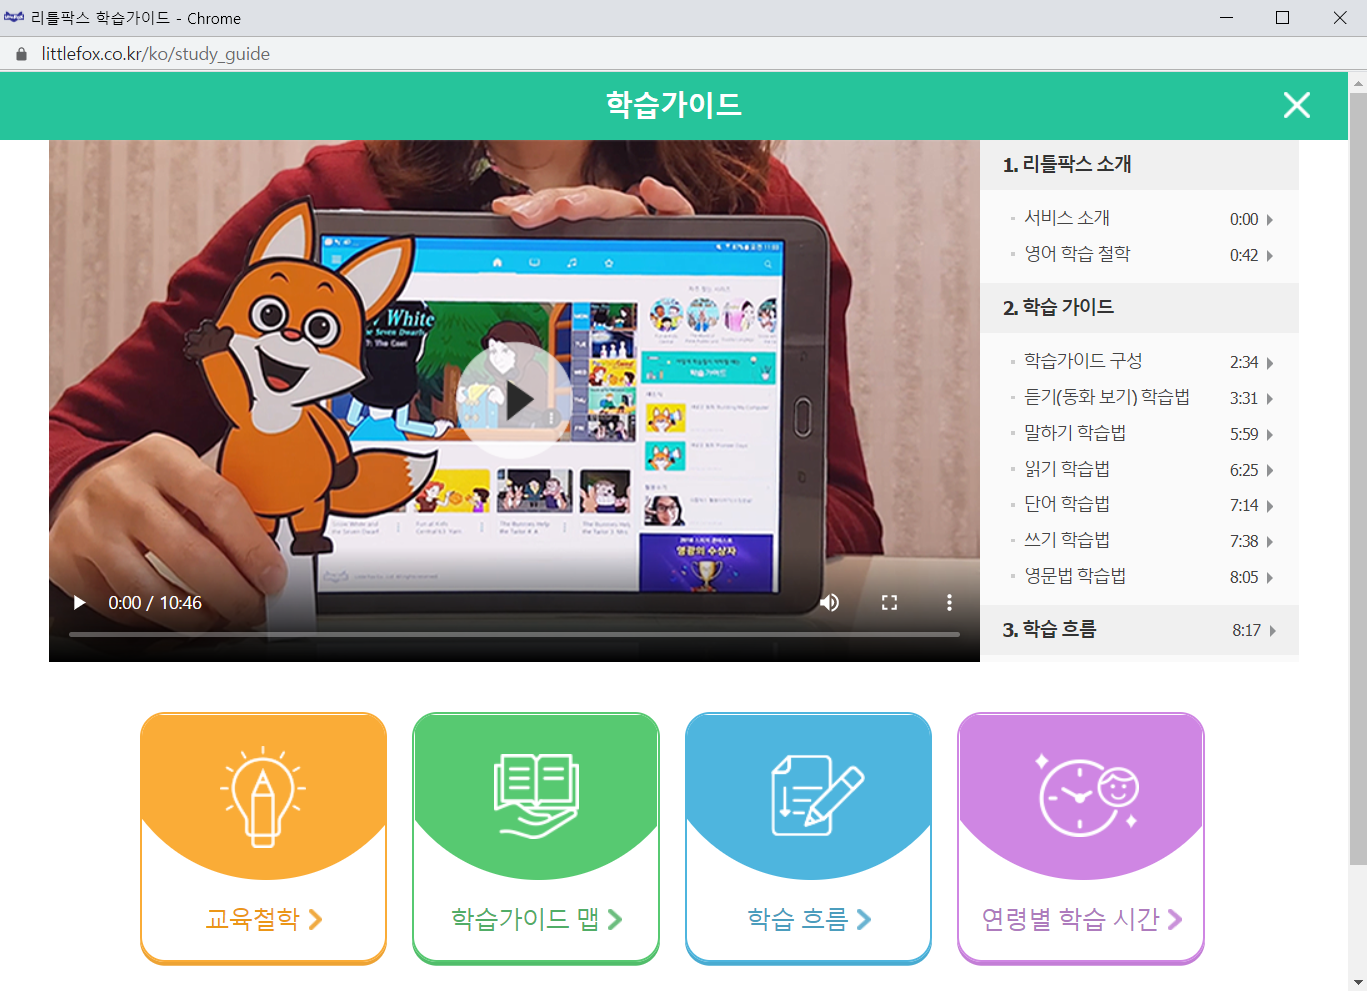 리틀팍스 학습가이드 - Chrome
littlefox.co.kr/ko/study_guide
학습가이드
White
영광의 수상자
0:00 / 10:46
1. 리틀팍스 소개
서비스 소개 0:00
영어 학습 철학 0:42
2. 학습 가이드
학습가이드 구성 2:34
듣기(동화 보기) 학습법 3:31
말하기 학습법 5:59
읽기 학습법 6:25
단어 학습법 7:14
쓰기 학습법 7:38
영문법 학습법 8:05
3. 학습 흐름 8:17
교육철학
학습가이드 맵
학습 흐름
연령별 학습 시간